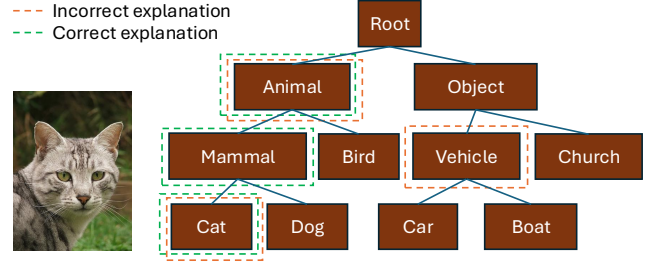 Incorrect explanation
Correct explanation
Root
Animal
Object
Mammal
Bird
Vehicle
Church
Cat
Dog
Car
Boat